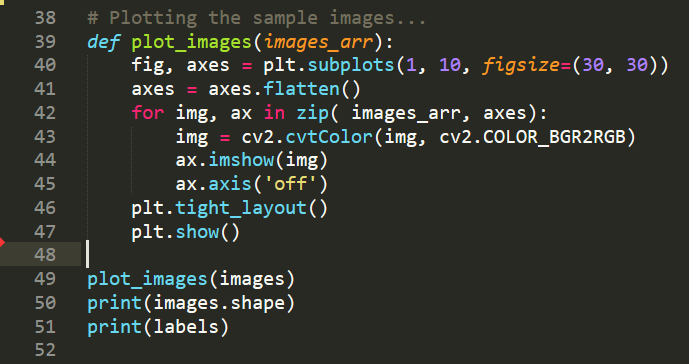 38 # Plotting the sample images...
39 def plot_images(images_arr):
40     fig, axes = plt.subplots(1, 10, figsize=(30, 30))
41     axes = axes.flatten()
42     for img, ax in zip( images_arr, axes):
43         img = cv2.cvtColor(img, cv2.COLOR_BGR2RGB)
44         ax.imshow(img)
45         ax.axis('off')
46     plt.tight_layout()
47     plt.show()
48
49 plot_images(images)
50 print(images.shape)
51 print(labels)
52